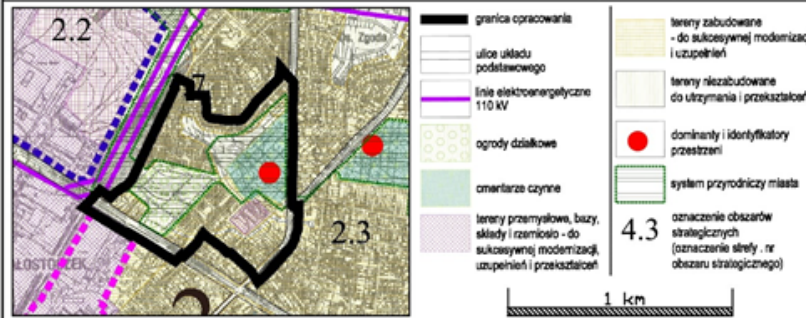 2.2
7
Zgoda
2.3
granica opracowania
ulice układu
podstawowego
linie elektroenergetyczne
110 kV
ogrody działkowe
cmentarze czynne
tereny przemysłowe, bazy,
składy i rzemiosło - do
sukcesywnej modernizacji,
uzupełnień i przekształceń
tereny zabudowane
- do sukcesywnej modernizac
i uzupełnień
tereny niezabudowane
do utrzymania i przekształceń
dominanty i identyfikatory
przestrzeni
system przyrodniczy miasta
4.3
oznaczenie obszarów
strategicznych
(oznaczenie strefy . nr
obszaru strategicznego)
1 km